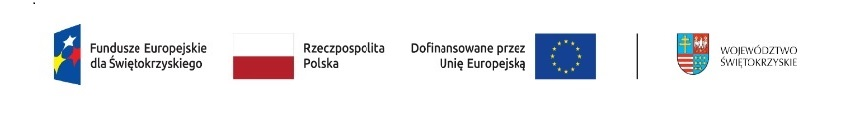 Fundusze Europejskie
dla Świętokrzyskiego
Rzeczpospolita
Polska
Dofinansowane przez
Unię Europejską
WOJEWÓDZTWO
ŚWIĘTOKRZYSKIE